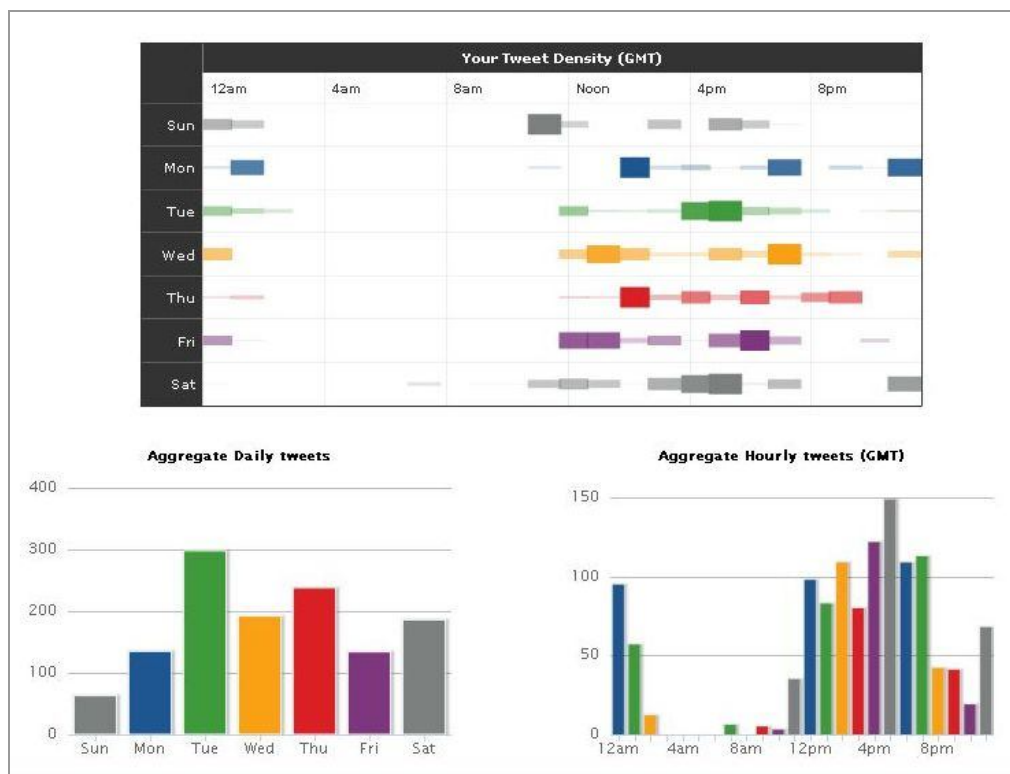 Your Tweet Density (GMT)
12am 4am 8am Noon 4pm 8pm
Sun
Mon
Tue
Wed
Thu
Fri
Sat
Aggregate Daily tweets
400
300
200
100
0
Sun Mon Tue Wed Thu Fri Sat
Aggregate Hourly tweets (GMT)
150
100
50
0
12am 4am 8am 12pm 4pm 8pm